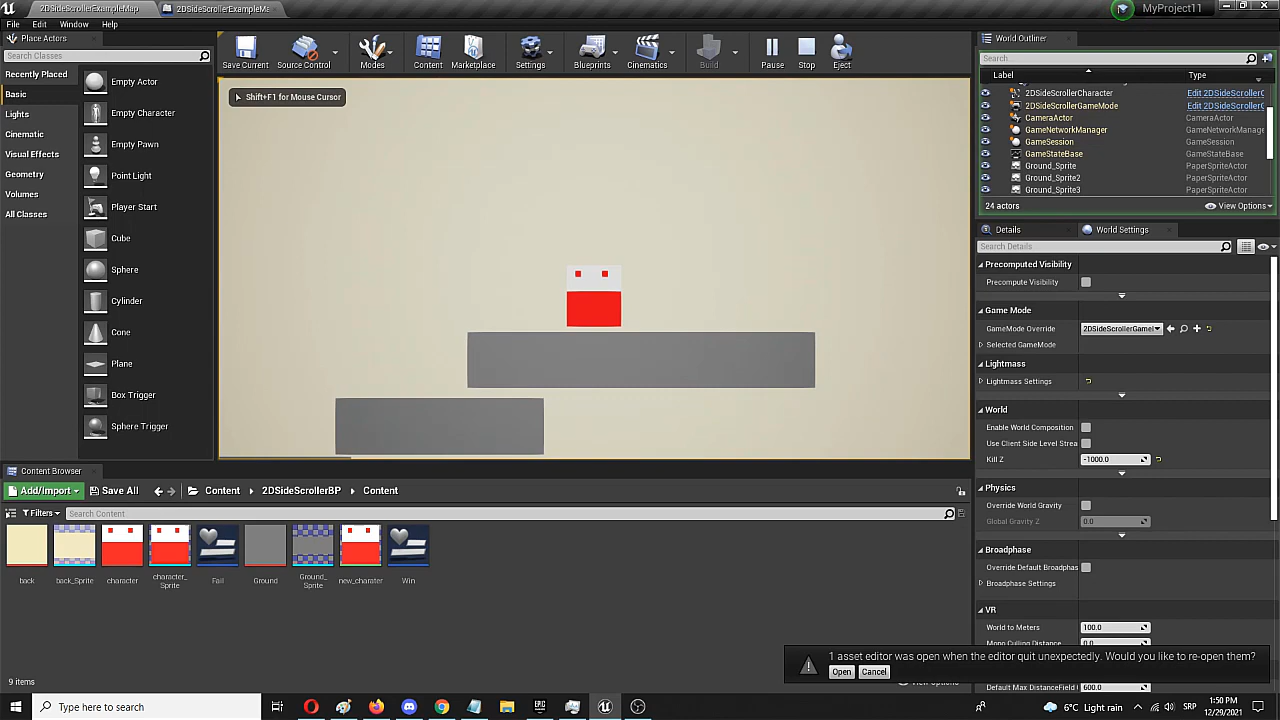 2DSideScrollerExampleMap
2DSideScrollerExampleMa
MyProject11
File Edit Window Help
Place Actors
Search Classes
Recently Placed
Basic
Lights
Cinematic
Visual Effects
Geometry
Volumes
All Classes
Empty Actor
Empty Character
Empty Pawn
Point Light
Player Start
Cube
Sphere
Cylinder
Cone
Plane
Box Trigger
Sphere Trigger
Save Current
Source Control
Modes
Content
Marketplace
Settings
Blueprints
Cinematics
Build
Pause
Stop
Eject
Shift+F1 for Mouse Cursor
World Outliner
Search...
Label Type
2DSideScrollerCharacter Edit 2DSideScrollerC
2DSideScrollerGameMode Edit 2DSideScrollerG
CameraActor CameraActor
GameNetworkManager GameNetworkManage
GameSession GameSession
GameStateBase GameStateBase
Ground_Sprite PaperSpriteActor
Ground_Sprite2 PaperSpriteActor
Ground_Sprite3 PaperSpriteActor
24 actors View Options
Details World Settings
Search Details
Precomputed Visibility
Precompute Visibility
Game Mode
GameMode Override 2DSideScrollerGameI
Selected GameMode
Lightmass
Lightmass Settings
World
Enable World Composition
Use Client Side Level Strea
Kill Z -1000.0
Physics
Override World Gravity
Global Gravity Z 0.0
Broadphase
Override Default Broadphas
Broadphase Settings
VR
World to Meters 100.0
Default Max DistanceField 600.0
Content Browser
Add/Import Save All Content 2DSideScrollerBP Content
Filters Search Content
back
back_Sprite
character
character_
Sprite
Fail
Ground
Ground_
Sprite
new_charater
Win
9 items
1 asset editor was open when the editor quit unexpectedly. Would you like to re-open them?
Open Cancel
Type here to search
EPIC
6°C Light rain
SRP
1:50 PM
12/29/2021